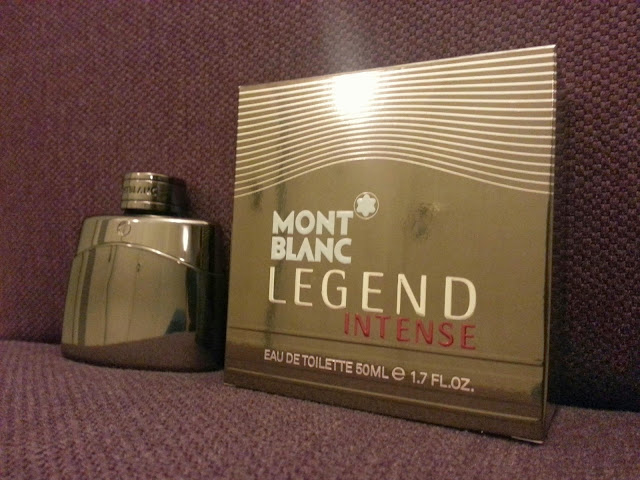 MONT
BLANC
LEGEND
INTENSE
EAU DE TOILETTE 50ML ℮ 1.7 FL.OZ.